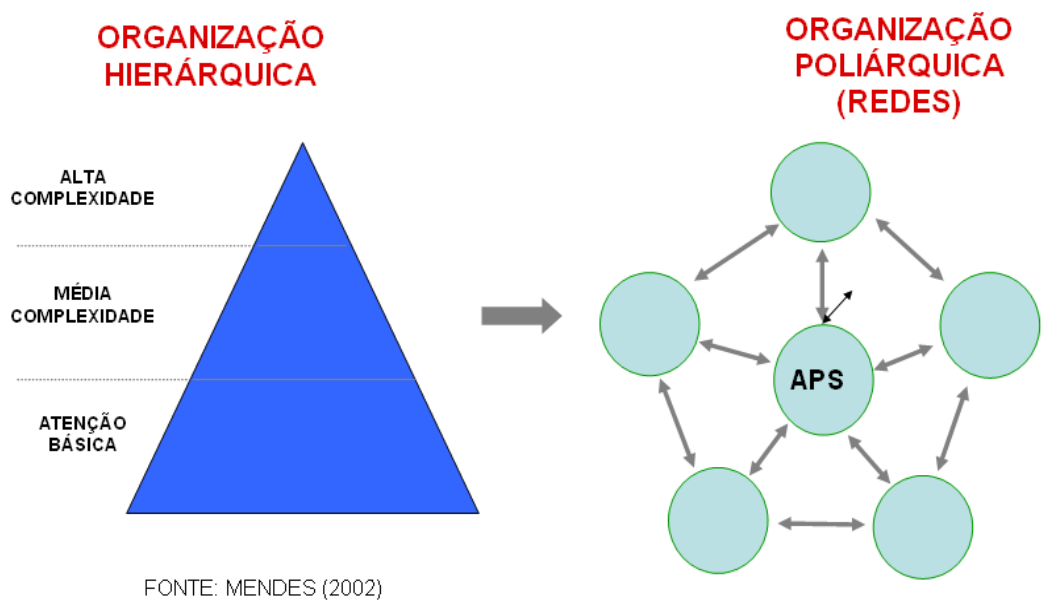 ORGANIZAÇÃO
HIERÁRQUICA
ORGANIZAÇÃO
POLIÁRQUICA
(REDES)
ALTA
COMPLEXIDADE
MÉDIA
COMPLEXIDADE
ATENÇÃO
BÁSICA
APS
FONTE: MENDES (2002)